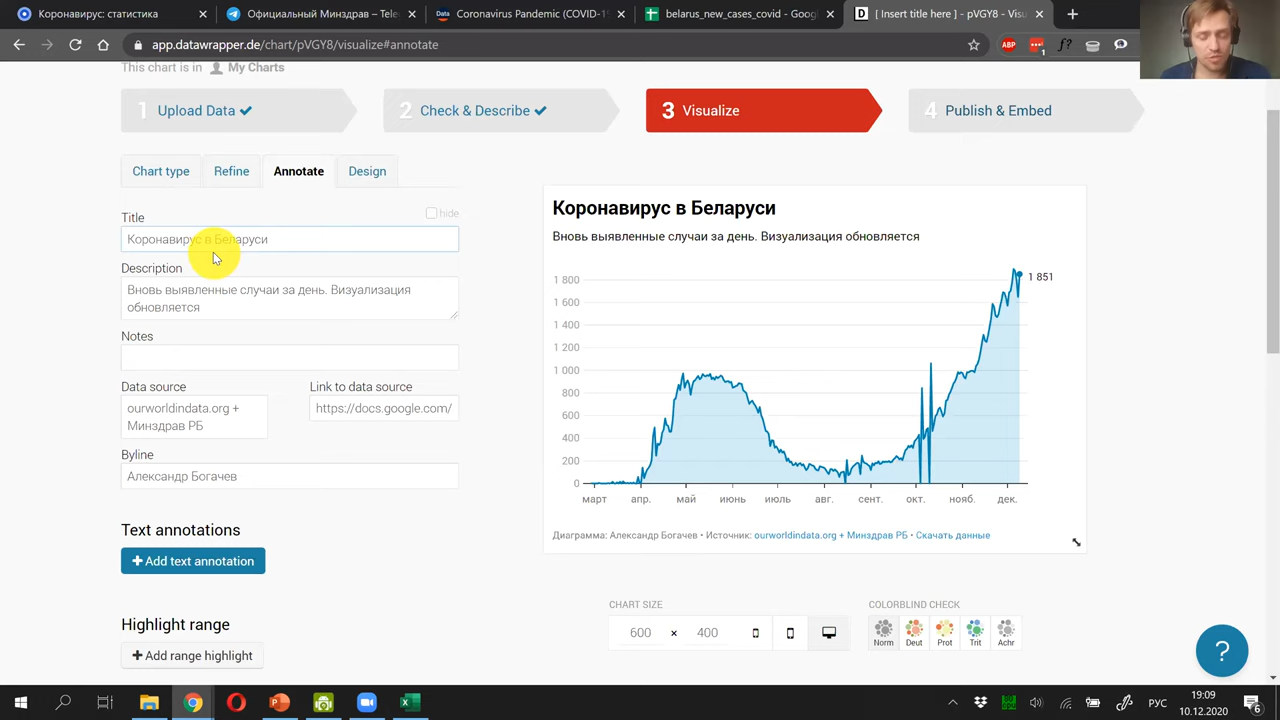 Коронавирус: статистика
Официальный Минздрав – Tele
Coronavirus Pandemic (COVID-19
belarus_new_cases_covid - Goog
[ Insert title here ] - pVGY8 - Visu
app.datawrapper.de/chart/pVGY8/visualize#annotate
This chart is in My Charts
1 Upload Data
2 Check & Describe
3 Visualize
4 Publish & Embed
Chart type
Refine
Annotate
Design
Title
hide
Коронавирус в Беларуси
Description
Вновь выявленные случаи за день. Визуализация
обновляется
Notes
Data source
Link to data source
ourworldindata.org +
Минздрав РБ
https://docs.google.com/
Byline
Александр Богачев
Text annotations
Add text annotation
Highlight range
Add range highlight
Коронавирус в Беларуси
Вновь выявленные случаи за день. Визуализация обновляется
1 851
1 800
1 600
1 400
1 200
1 000
800
600
400
200
0
март апр. май июнь июль авг. сент. окт. нояб. дек.
Диаграмма: Александр Богачев • Источник: ourworldindata.org + Минздрав РБ • Скачать данные
CHART SIZE
600 × 400
COLORBLIND CHECK
Norm Deut Prot Trit Achr
?
ABP
1
f?
РУС
19:09
10.12.2020
6